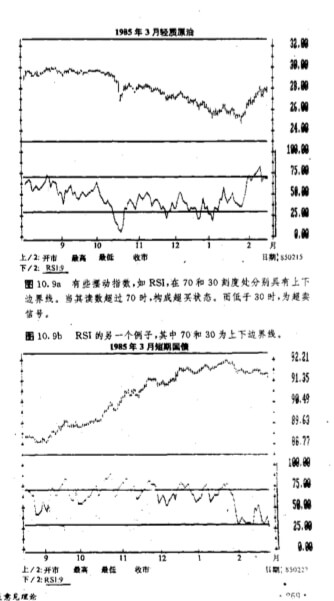 1985年3月轻质原油
32.00
30.00
28.00
26.00
24.00
100.00
75.00
50.00
25.00
0.00
9 10 11 12 1 2 月
上/2: 开市 最高 最低 收市 日期: 850215
下/2: RSI:9
图 10.9a 有些摆动指数,如 RSI,在 70 和 30 刻度处分别具有上下
边界线。当其读数超过 70 时,构成超买状态。而低于 30 时,为超卖
信号。
图 10.9b RSI 的另一个例子,其中 70 和 30 为上下边界线。
1985年3月短期国债
92.21
91.35
90.49
89.63
88.77
100.00
75.00
50.00
25.00
0.00
9 10 11 12 1 2 月
上/2: 开市 最高 最低 收市 日期:
下/2: RSI:9
意见理论